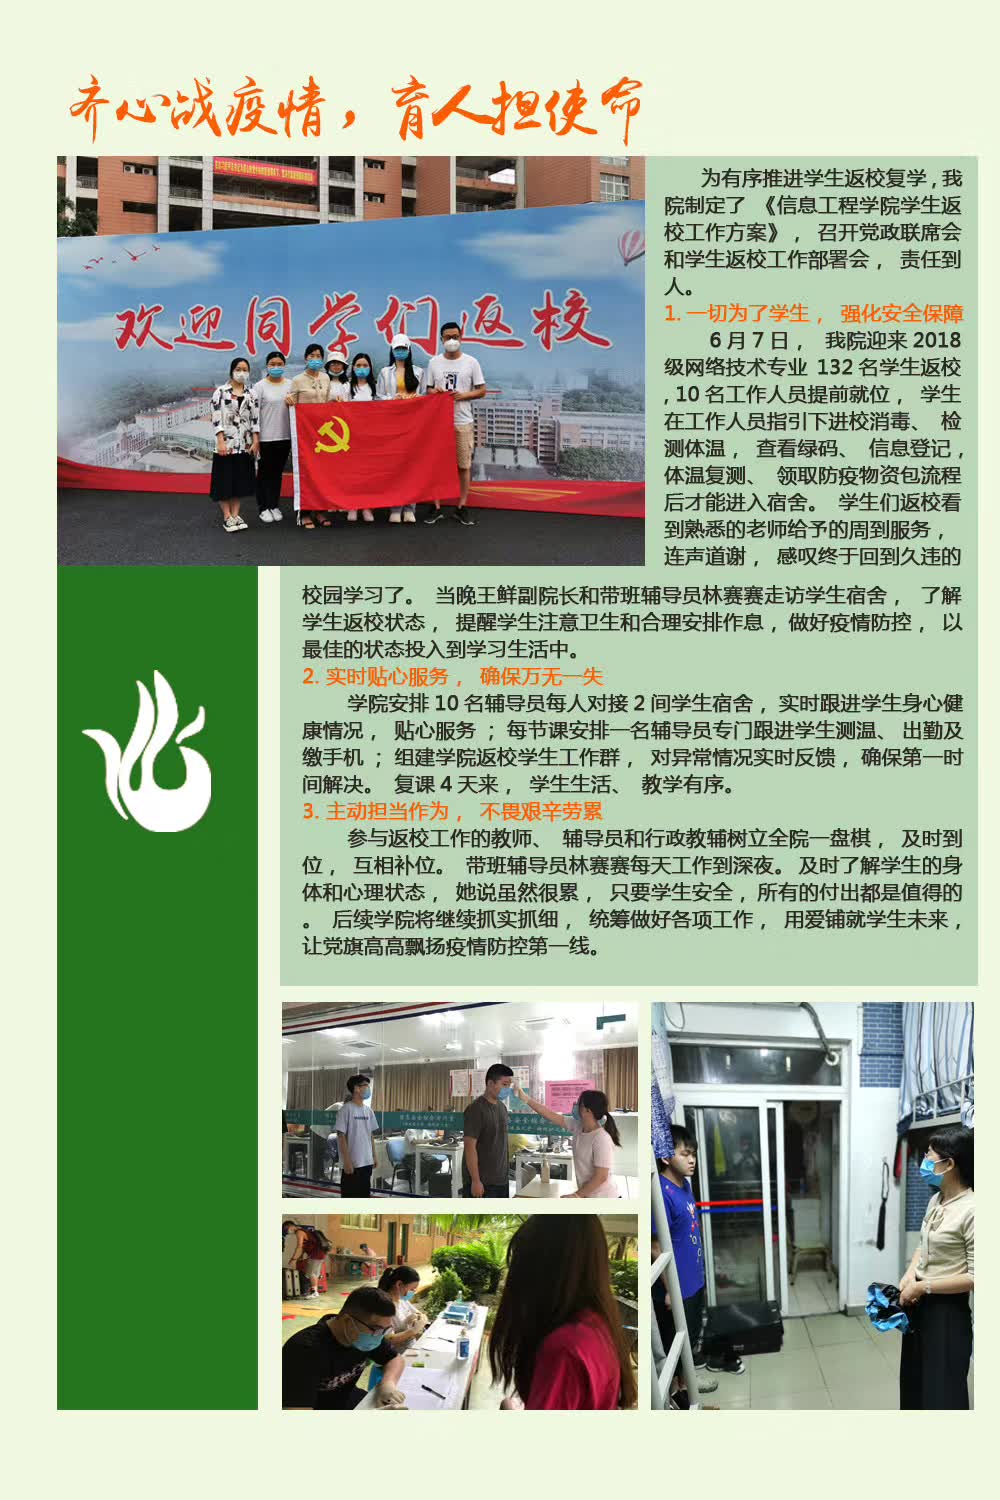 齐心战疫情，育人担使命
欢迎同学们返校
为有序推进学生返校复学，我
院制定了《信息工程学院学生返
校工作方案》，召开党政联席会
和学生返校工作部署会，责任到
人。
1. 一切为了学生，强化安全保障
6 月 7 日，我院迎来 2018
级网络技术专业 132 名学生返校
，10 名工作人员提前就位，学生
在工作人员指引下进校消毒、检
测体温，查看绿码、信息登记，
体温复测、领取防疫物资包流程
后才能进入宿舍。学生们返校看
到熟悉的老师给予的周到服务，
连声道谢，感叹终于回到久违的
校园学习了。当晚王鲜副院长和带班辅导员林赛赛走访学生宿舍，了解
学生返校状态，提醒学生注意卫生和合理安排作息，做好疫情防控，以
最佳的状态投入到学习生活中。
2. 实时贴心服务，确保万无一失
学院安排 10 名辅导员每人对接 2 间学生宿舍，实时跟进学生身心健
康情况，贴心服务；每节课安排一名辅导员专门跟进学生测温、出勤及
缴手机；组建学院返校学生工作群，对异常情况实时反馈，确保第一时
间解决。复课 4 天来，学生生活、教学有序。
3. 主动担当作为，不畏艰辛劳累
参与返校工作的教师、辅导员和行政教辅树立全院一盘棋，及时到
位，互相补位。带班辅导员林赛赛每天工作到深夜。及时了解学生的身
体和心理状态，她说虽然很累，只要学生安全，所有的付出都是值得的
。后续学院将继续抓实抓细，统筹做好各项工作，用爱铺就学生未来，
让党旗高高飘扬疫情防控第一线。